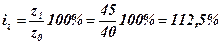 i_z = z_1/z_0 100% = 45/40 100% = 112,5%